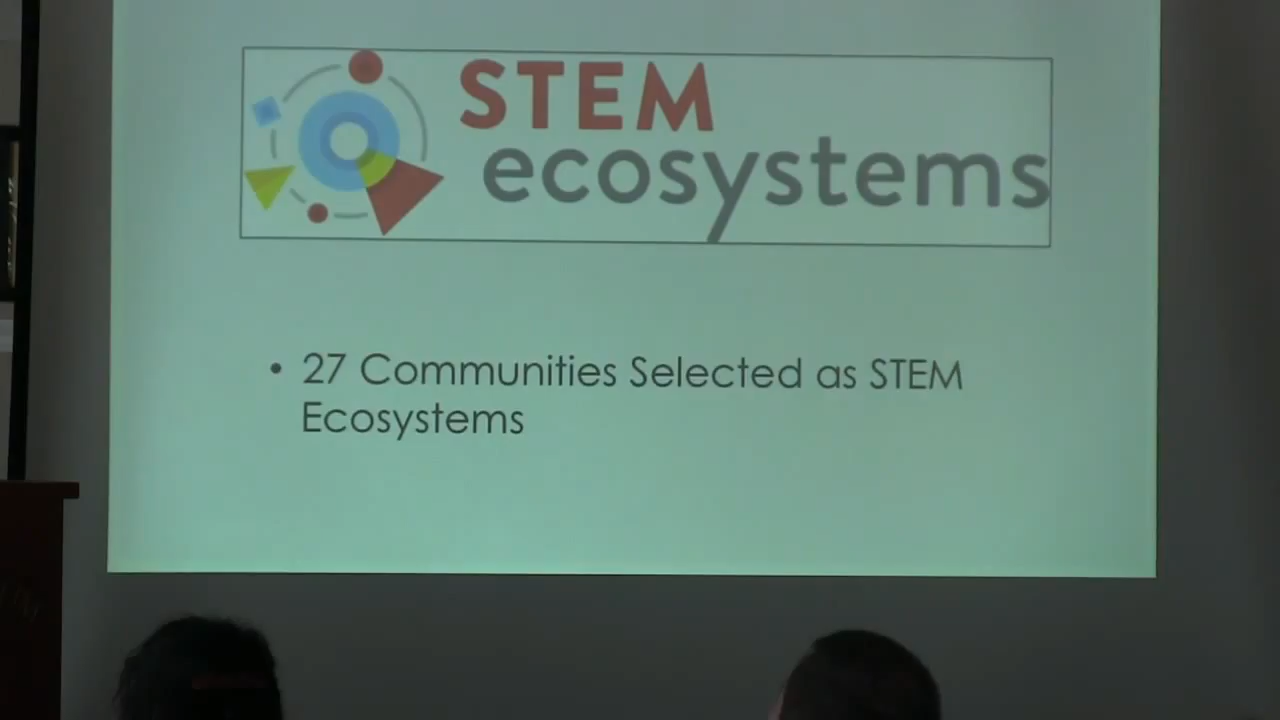 STEM
ecosystems
• 27 Communities Selected as STEM
Ecosystems